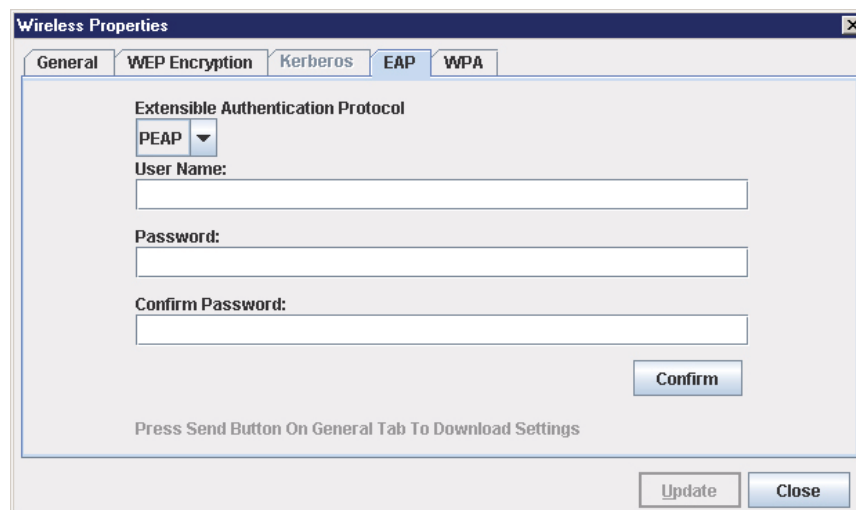 Wireless Properties
General WEP Encryption Kerberos EAP WPA
Extensible Authentication Protocol
PEAP
User Name:
Password:
Confirm Password:
Confirm
Press Send Button On General Tab To Download Settings
Update Close